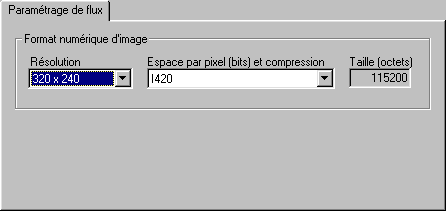 Paramétrage de flux
Format numérique d'image
Résolution Espace par pixel (bits) et compression Taille (octets)
320 x 240 I420 115200